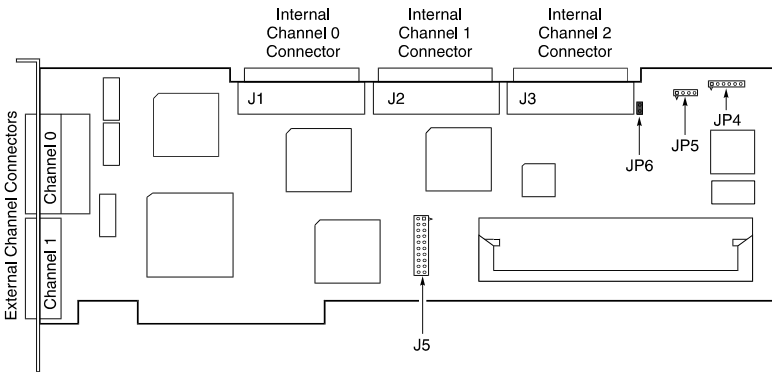 Internal
Channel 0
Connector
Internal
Channel 1
Connector
Internal
Channel 2
Connector
J1
J2
J3
JP6
JP5
JP4
External Channel Connectors
Channel 0
Channel 1
J5